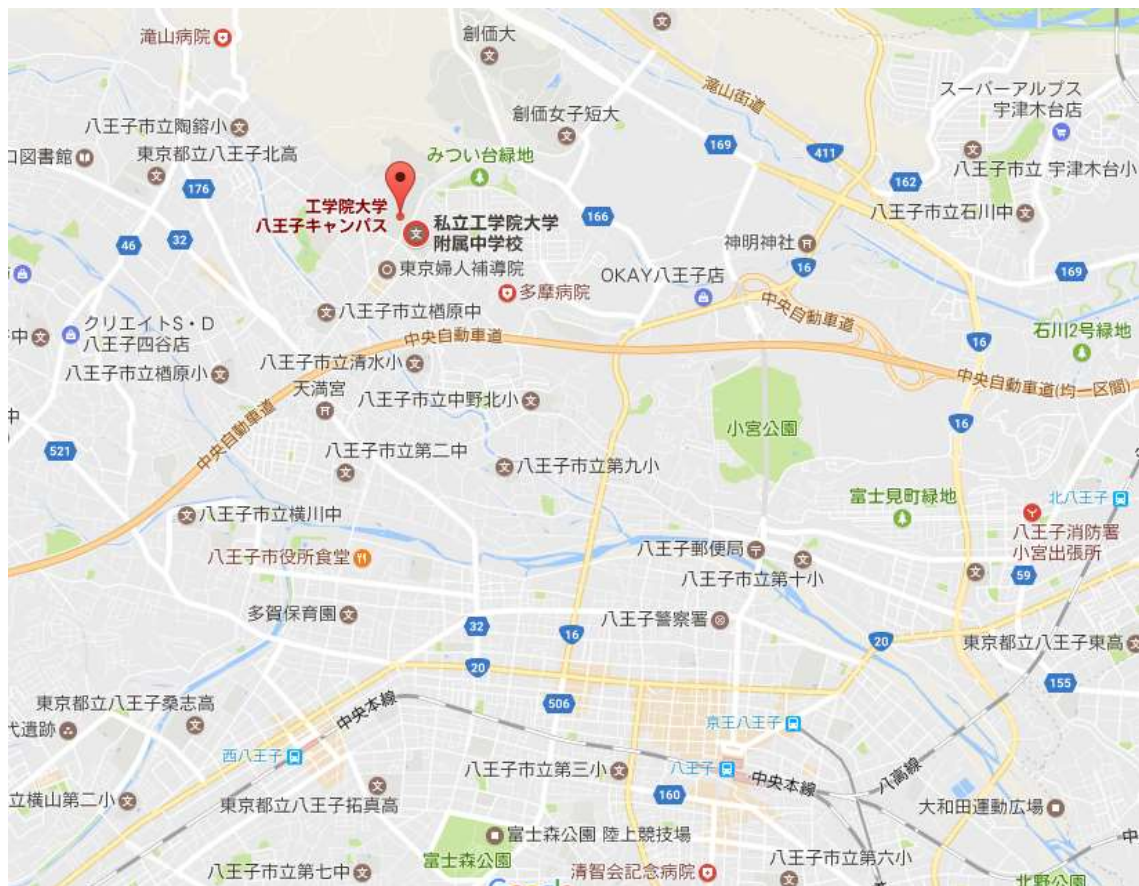 滝山病院
創価大
滝山街道
スーパーアルプス
宇津木台店
創価女子短大
八王子市立陶鎔小
169
411
口図書館
東京都立八王子北高
みつい台緑地
八王子市立 宇津木台小
176
162
工学院大学
八王子キャンパス
私立工学院大学
附属中学校
166
八王子市立石川中
46
32
神明神社
東京婦人補導院
16
169
OKAY八王子店
多摩病院
八王子市立楢原中
中央自動車道
クリエイトS・D
八王子四谷店
中
中央自動車道
16
石川2号緑地
八王子市立清水小
八王子市立楢原小
中央自動車道(均一区間)
天満宮
八王子市立中野北小
中
16
小宮公園
521
中央自動車道
八王子市立第二中
八王子市立第九小
富士見町緑地
北八王子
八王子市立横川中
八王子消防署
小宮出張所
八王子市役所食堂
八王子郵便局
八王子市立第十小
59
多賀保育園
32
16
八王子警察署
20
東京都立八王子東高
20
155
東京都立八王子桑志高
506
中央本線
代遺跡
京王八王子
西八王子
八王子市立第三小
八王子
中央本線
八高線
立横山第二小
東京都立八王子拓真高
160
大和田運動広場
富士森公園 陸上競技場
中
富士森公園
八王子市立第七中
清智会記念病院
八王子市立第六小
北野公園
Google